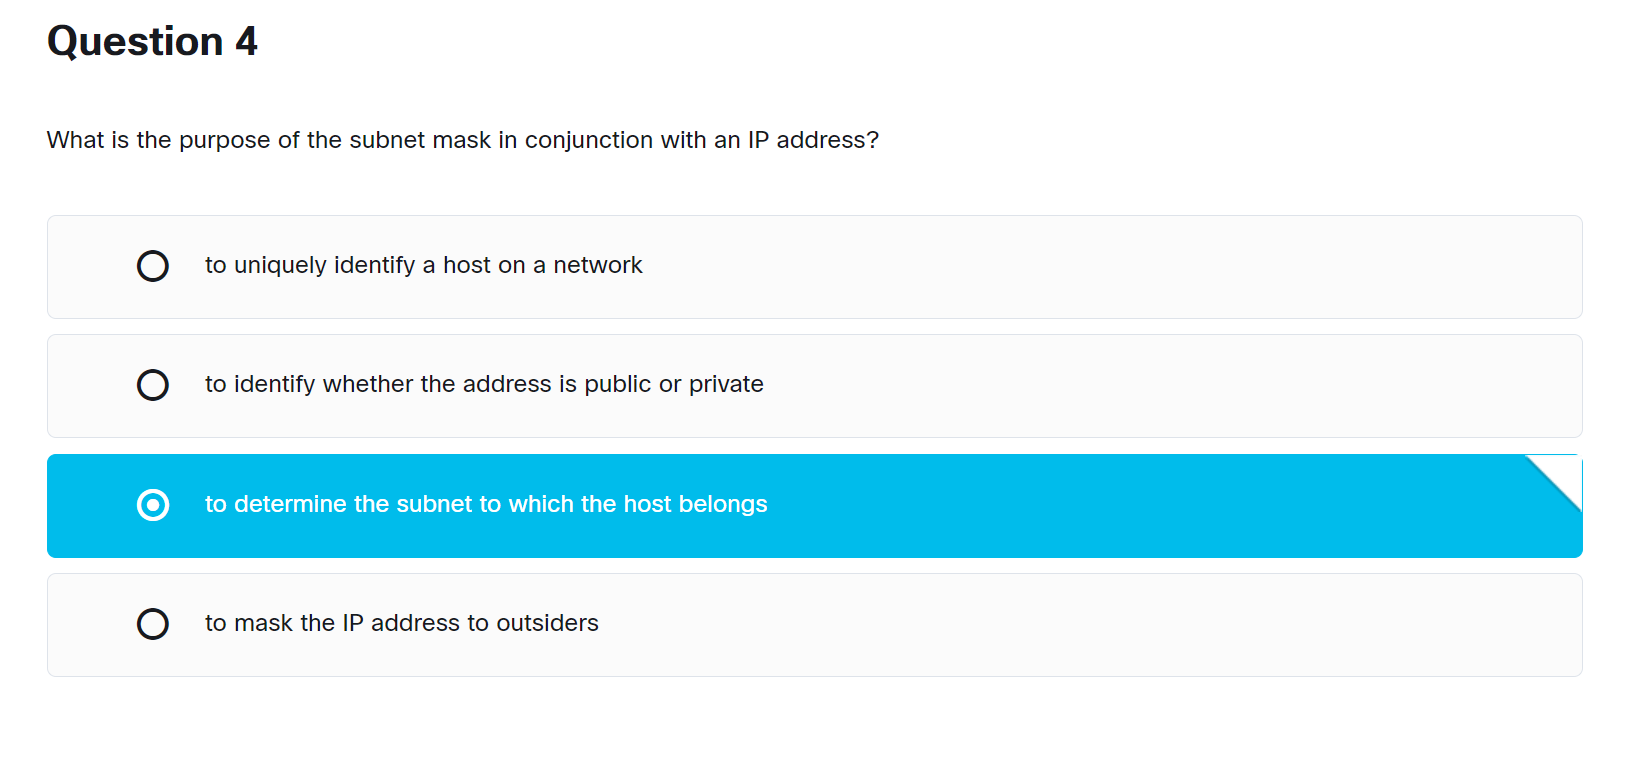 Question 4
What is the purpose of the subnet mask in conjunction with an IP address?
to uniquely identify a host on a network
to identify whether the address is public or private
to determine the subnet to which the host belongs
to mask the IP address to outsiders